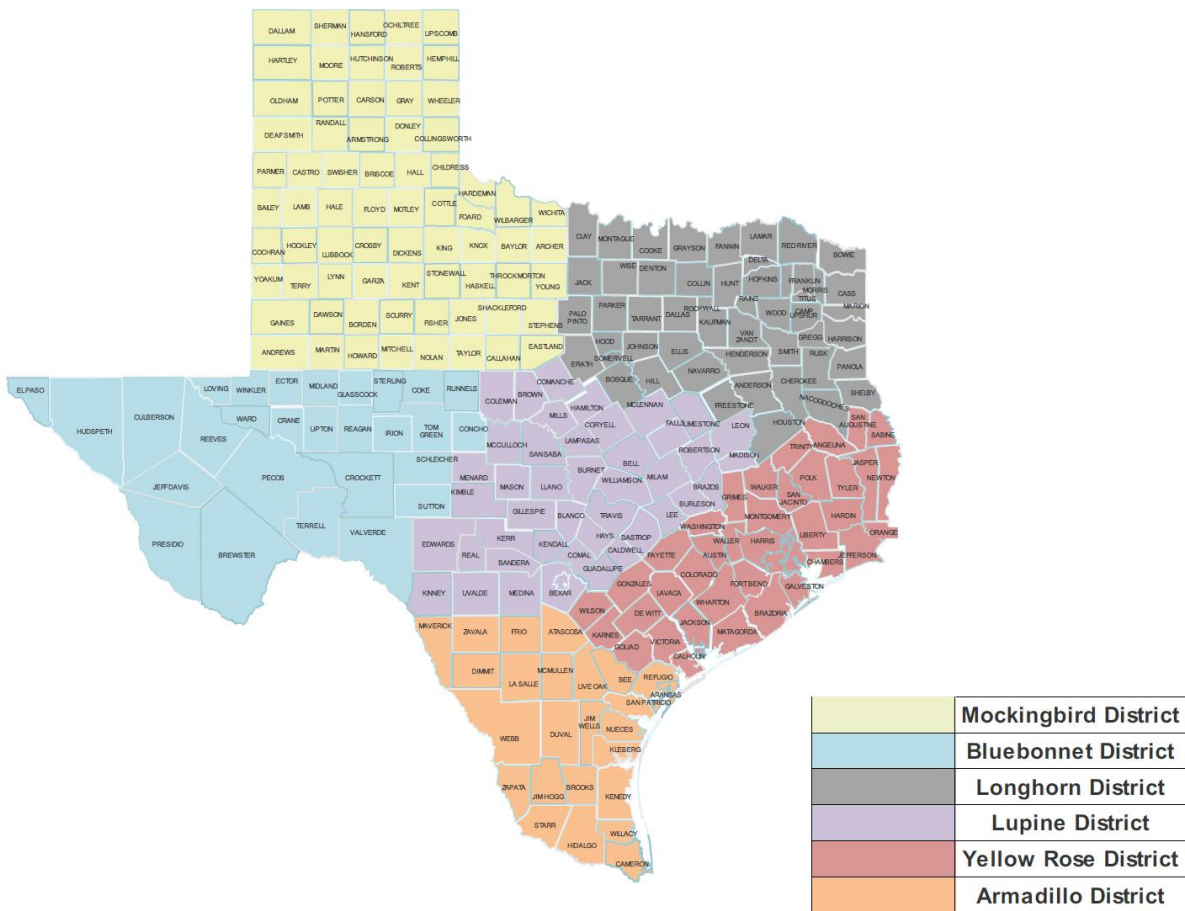 DALLAM SHERMAN HANSFORD OCHILTREE LIPSCOMB
HARTLEY MOORE HUTCHINSON ROBERTS HEMPHILL
OLDHAM POTTER CARSON GRAY WHEELER
DEAF SMITH RANDALL ARMSTRONG DONLEY COLLINGSWORTH
PARMER CASTRO SWISHER BRISCOE HALL CHILDRESS
HARDEMAN
BAILEY LAMB HALE FLOYD MOTLEY COTTLE FOARD WILBARGER WICHITA
CLAY MONTAGUE COOKE GRAYSON FANNIN LAMAR RED RIVER BOWIE
COCHRAN HOCKLEY LUBBOCK CROSBY DICKENS KING KNOX BAYLOR ARCHER
JACK WISE DENTON COLLIN HUNT DELTA HOPKINS FRANKLIN MORRIS TITUS CASS MARION
YOAKUM TERRY LYNN GARZA KENT STONEWALL HASKELL THROCKMORTON YOUNG
PALO PINTO PARKER TARRANT DALLAS ROCKWALL KAUFMAN RAINS WOOD CAMP UPSHUR
GAINES DAWSON BORDEN SCURRY FISHER JONES SHACKLEFORD STEPHENS
HOOD JOHNSON ELLIS VAN ZANDT SMITH GREGG HARRISON
ANDREWS MARTIN HOWARD MITCHELL NOLAN TAYLOR CALLAHAN EASTLAND
ERATH SOMERVELL BOSQUE HILL NAVARRO HENDERSON RUSK PANOLA
EL PASO HUDSPETH CULBERSON REEVES LOVING WINKLER ECTOR MIDLAND GLASSCOCK STERLING COKE RUNNELS
COLEMAN BROWN COMANCHE MILLS HAMILTON CORYELL MCLENNAN FREESTONE ANDERSON CHEROKEE NACOGDOCHES SHELBY
WARD CRANE UPTON REAGAN IRION TOM GREEN CONCHO
MCCULLOCH SAN SABA LAMPASAS BELL FALLS LIMESTONE LEON HOUSTON
SAN AUGUSTINE SABINE TRINITY ANGELINA
JEFF DAVIS PECOS CROCKETT SCHLEICHER MENARD MASON LLANO BURNET WILLIAMSON MILAM ROBERTSON MADISON
WALKER POLK TYLER JASPER NEWTON
PRESIDIO BREWSTER TERRELL VAL VERDE SUTTON KIMBLE GILLESPIE BLANCO TRAVIS LEE BURLESON BRAZOS
GRIMES MONTGOMERY SAN JACINTO HARDIN
EDWARDS REAL KERR KENDALL HAYS BASTROP CALDWELL WASHINGTON WALLER HARRIS LIBERTY ORANGE
BANDERA COMAL GUADALUPE FAYETTE AUSTIN CHAMBERS JEFFERSON
KINNEY UVALDE MEDINA BEXAR GONZALES COLORADO FORT BEND GALVESTON
WILSON LAVACA WHARTON BRAZORIA
MAVERICK ZAVALA FRIO ATASCOSA KARNES DE WITT JACKSON MATAGORDA
GOLIAD VICTORIA CALHOUN
DIMMIT LA SALLE MCMULLEN LIVE OAK BEE REFUGIO
ARANSAS
SAN PATRICIO
WEBB DUVAL JIM WELLS NUECES
KLEBERG
ZAPATA JIM HOGG BROOKS KENEDY
STARR HIDALGO WILLACY
CAMERON
Mockingbird District
Bluebonnet District
Longhorn District
Lupine District
Yellow Rose District
Armadillo District